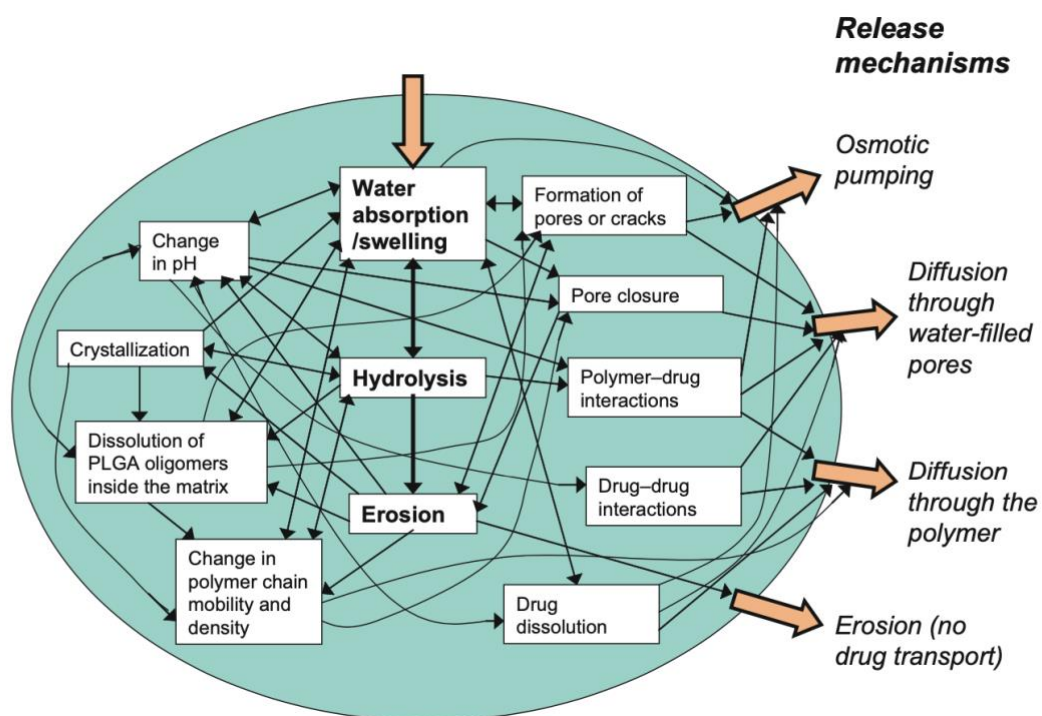 Release
mechanisms
Osmotic
pumping
Water
absorption
/swelling
Formation of
pores or cracks
Change
in pH
Pore closure
Diffusion
through
water-filled
pores
Crystallization
Hydrolysis
Polymer–drug
interactions
Dissolution of
PLGA oligomers
inside the matrix
Drug–drug
interactions
Diffusion
through the
polymer
Erosion
Change in
polymer chain
mobility and
density
Drug
dissolution
Erosion (no
drug transport)